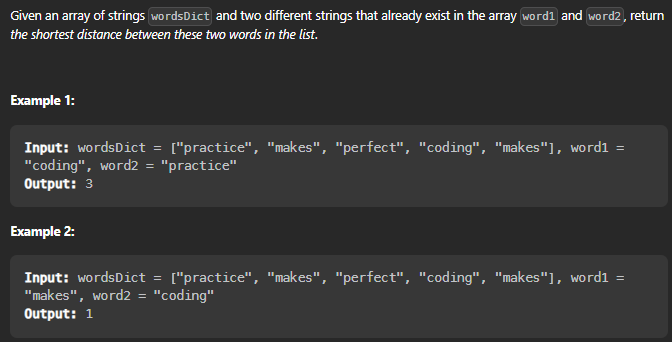 Given an array of strings wordsDict and two different strings that already exist in the array word1 and word2, return
the shortest distance between these two words in the list.
Example 1:
Input: wordsDict = ["practice", "makes", "perfect", "coding", "makes"], word1 =
"coding", word2 = "practice"
Output: 3
Example 2:
Input: wordsDict = ["practice", "makes", "perfect", "coding", "makes"], word1 =
"makes", word2 = "coding"
Output: 1